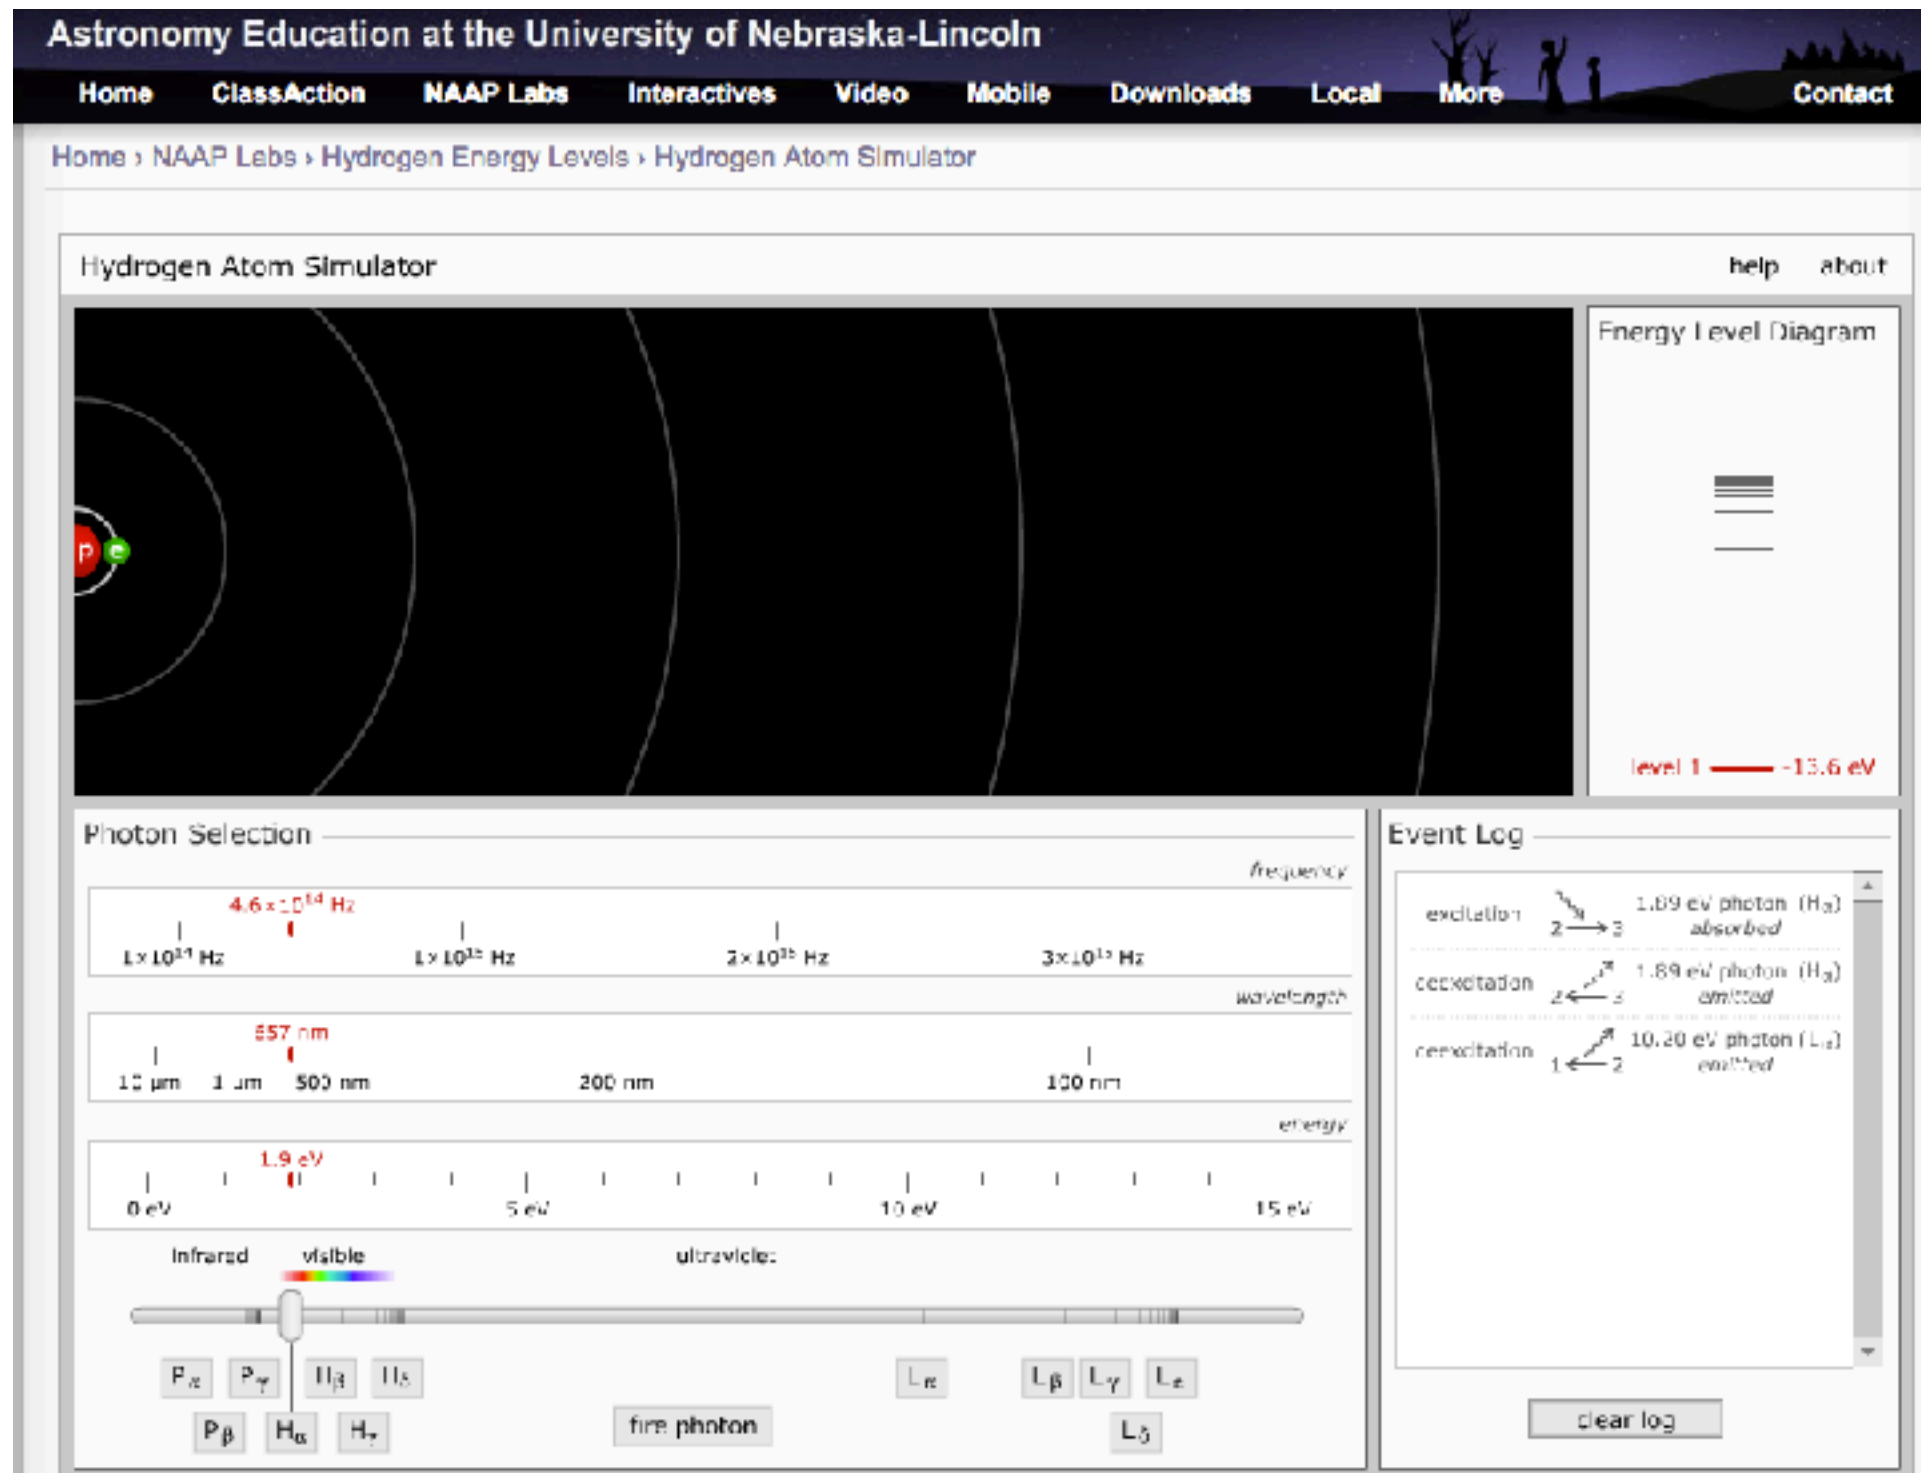 Astronomy Education at the University of Nebraska-Lincoln
Home ClassAction NAAP Labs Interactives Video Mobile Downloads Local More Contact
Home › NAAP Labs › Hydrogen Energy Levels › Hydrogen Atom Simulator
Hydrogen Atom Simulator help about
Energy Level Diagram
p e
level 1 -13.6 eV
Photon Selection
frequency
4.6×10¹⁴ Hz
1×10¹⁴ Hz 1×10¹⁵ Hz 2×10¹⁵ Hz 3×10¹⁵ Hz
wavelength
657 nm
10 µm 1 µm 500 nm 200 nm 100 nm
energy
1.9 eV
0 eV 5 eV 10 eV 15 eV
infrared visible ultraviolet
Pα Pγ Hβ Hδ Lα Lβ Lγ Lε
Pβ Hα Hγ fire photon Lδ
Event Log
excitation 2 3 1.89 eV photon (Hα)
absorbed
deexcitation 2 3 1.89 eV photon (Hα)
emitted
deexcitation 1 2 10.20 eV photon (Lα)
emitted
clear log